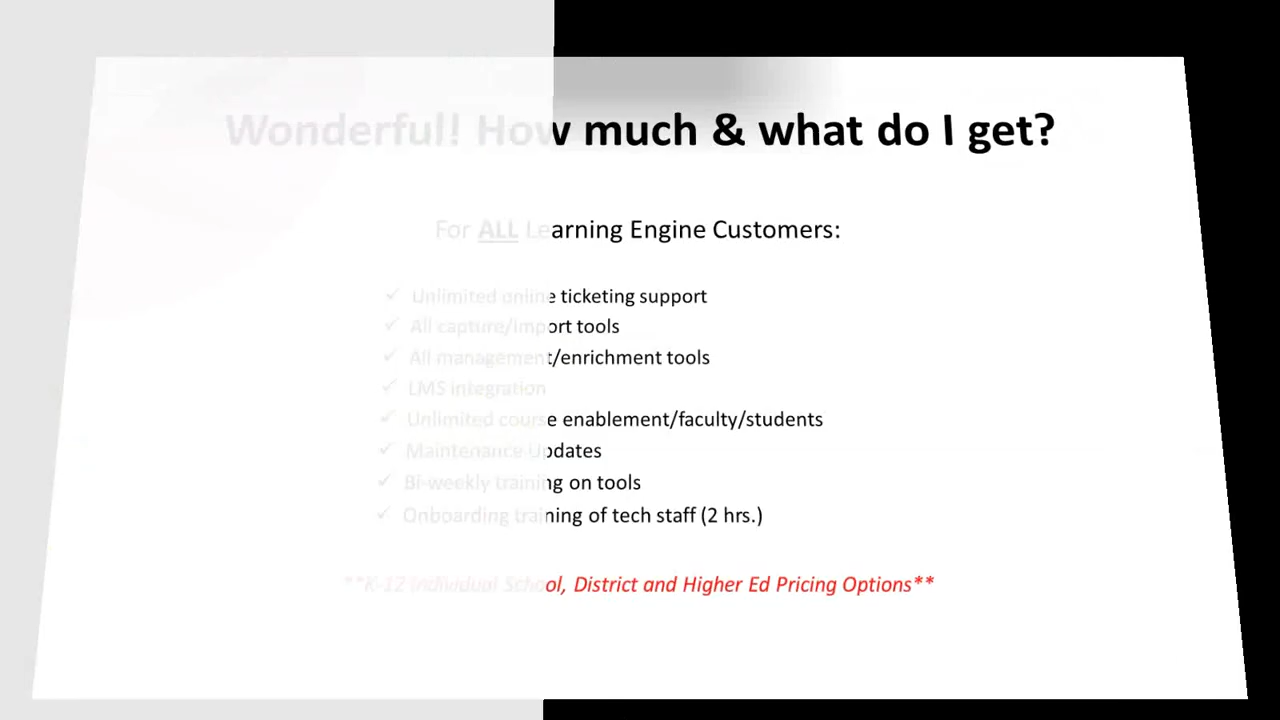 Wonderful! How much & what do I get?
For ALL Learning Engine Customers:
✓ Unlimited online ticketing support
✓ All capture/import tools
✓ All management/enrichment tools
✓ LMS integration
✓ Unlimited course enablement/faculty/students
✓ Maintenance Updates
✓ Bi-weekly training on tools
✓ Onboarding training of tech staff (2 hrs.)
**K-12 Individual School, District and Higher Ed Pricing Options**